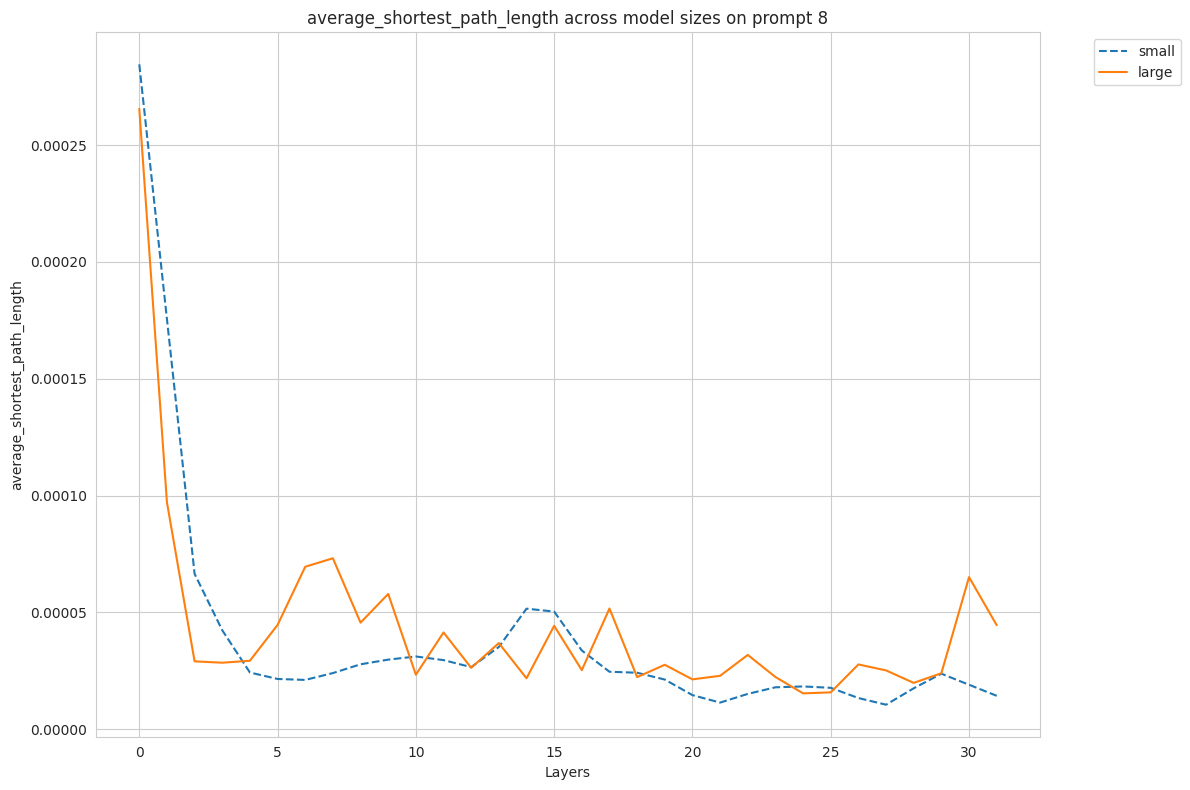 average_shortest_path_length across model sizes on prompt 8
small
large
average_shortest_path_length
0.00025
0.00020
0.00015
0.00010
0.00005
0.00000
0 5 10 15 20 25 30
Layers